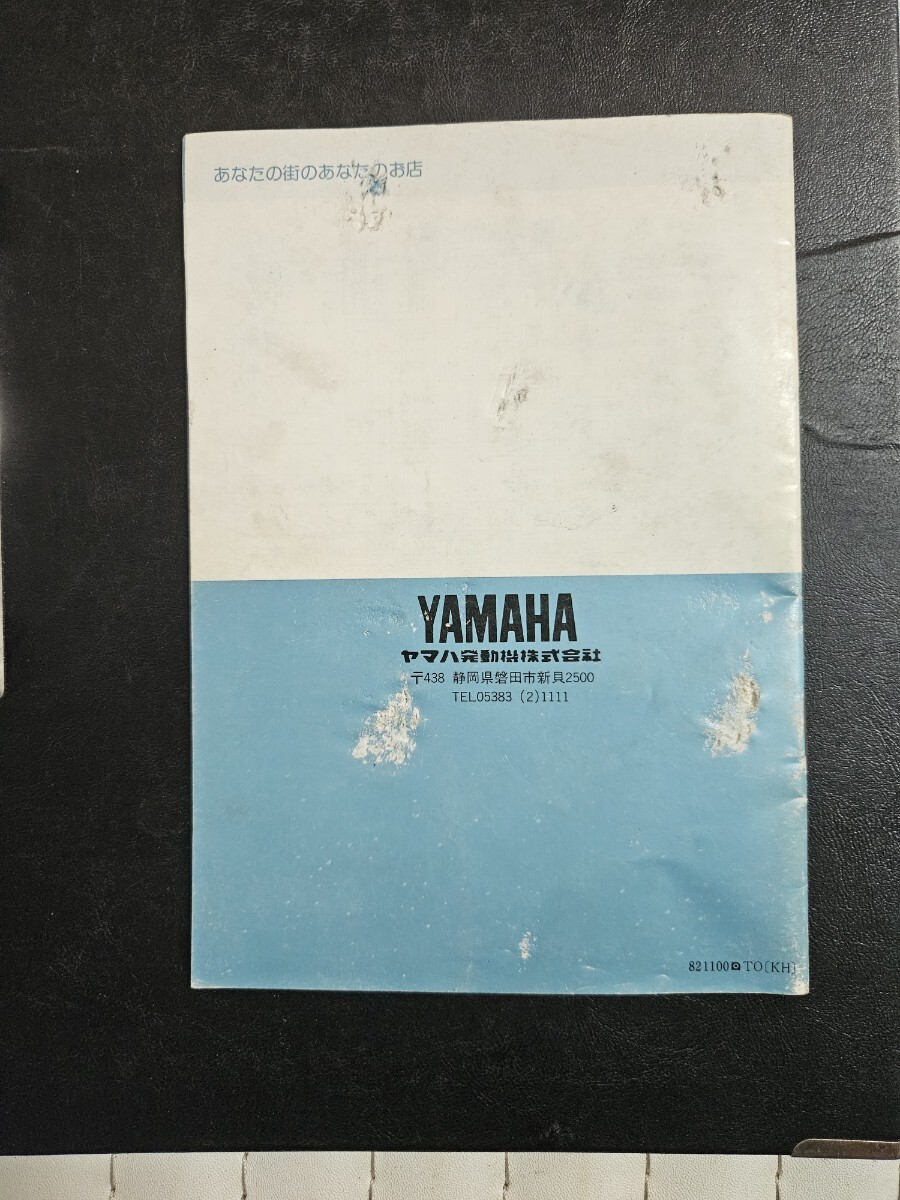 あなたの街のあなたのお店
YAMAHA
ヤマハ発動機株式会社
〒438 静岡県磐田市新貝2500
TEL05383 (2)1111
821100 TO〔KH〕